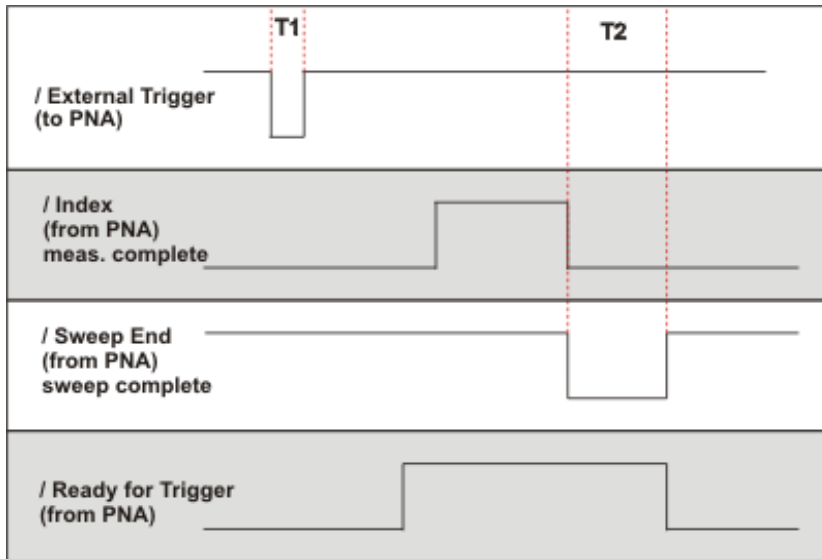 T1
T2
/ External Trigger
(to PNA)
/ Index
(from PNA)
meas. complete
/ Sweep End
(from PNA)
sweep complete
/ Ready for Trigger
(from PNA)